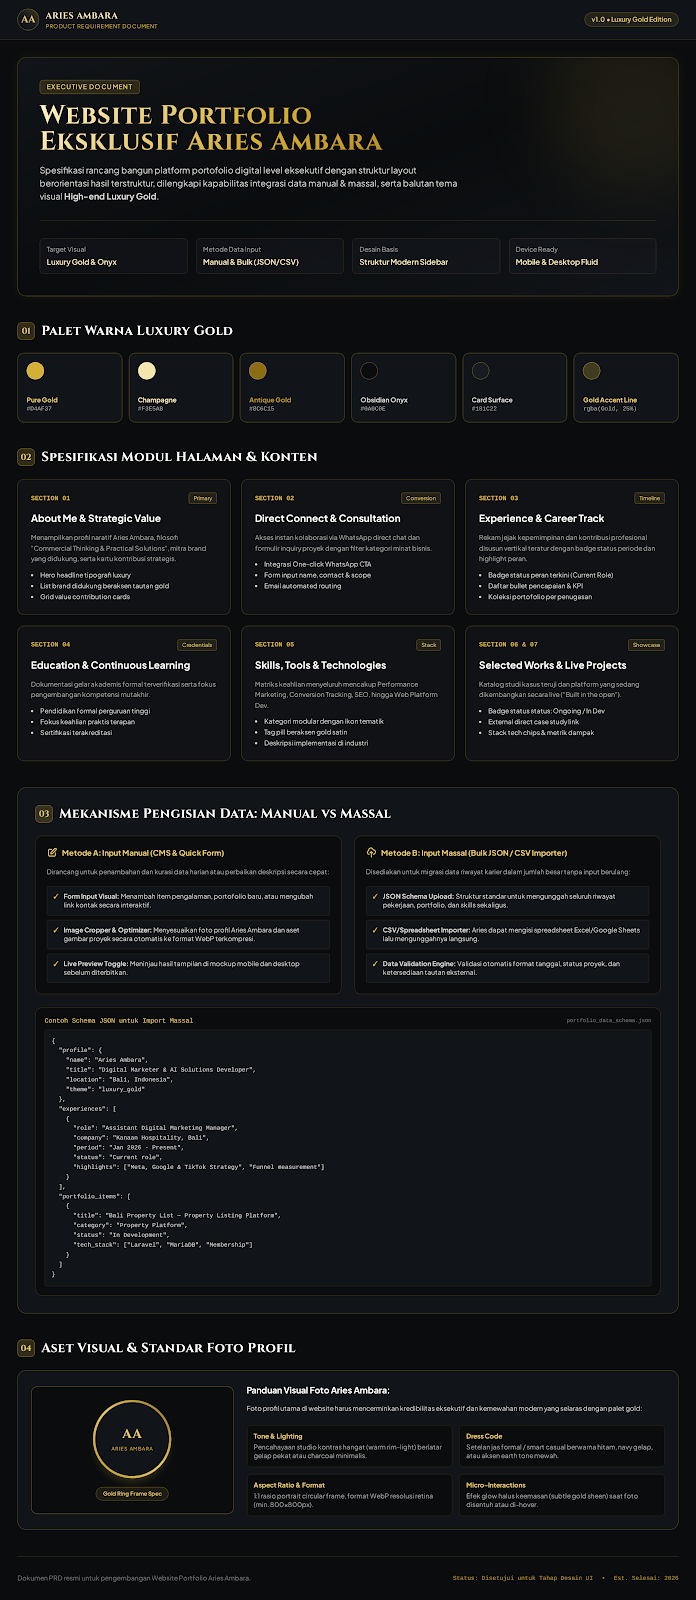 AA
ARIES AMBARA
PRODUCT REQUIREMENT DOCUMENT
v1.0 • Luxury Gold Edition
EXECUTIVE DOCUMENT
WEBSITE PORTFOLIO
EKSKLUSIF ARIES AMBARA
Spesifikasi rancang bangun platform portofolio digital level eksekutif dengan struktur layout
berorientasi hasil terstruktur, dilengkapi kapabilitas integrasi data manual & massal, serta balutan tema
visual High-end Luxury Gold.
Target Visual
Luxury Gold & Onyx
Metode Data Input
Manual & Bulk (JSON/CSV)
Desain Basis
Struktur Modern Sidebar
Device Ready
Mobile & Desktop Fluid
01 PALET WARNA LUXURY GOLD
Pure Gold
#D4AF37
Champagne
#F3E5AB
Antique Gold
#8C6C15
Obsidian Onyx
#0A0C0E
Card Surface
#181C22
Gold Accent Line
rgba(Gold, 25%)
02 SPESIFIKASI MODUL HALAMAN & KONTEN
SECTION 01
Primary
About Me & Strategic Value
Menampilkan profil naratif Aries Ambara, filosofi
"Commercial Thinking & Practical Solutions", mitra brand
yang didukung, serta kartu kontribusi strategis.
• Hero headline tipografi luxury
• List brand didukung beraksen tautan gold
• Grid value contribution cards
SECTION 02
Conversion
Direct Connect & Consultation
Akses instan kolaborasi via WhatsApp direct chat dan
formulir inquiry proyek dengan filter kategori minat bisnis.
• Integrasi One-click WhatsApp CTA
• Form input name, contact & scope
• Email automated routing
SECTION 03
Timeline
Experience & Career Track
Rekam jejak kepemimpinan dan kontribusi profesional
disusun vertikal teratur dengan badge status periode dan
highlight peran.
• Badge status peran terkini (Current Role)
• Daftar bullet pencapaian & KPI
• Koleksi portofolio per penugasan
SECTION 04
Credentials
Education & Continuous Learning
Dokumentasi gelar akademis formal terverifikasi serta fokus
pengembangan kompetensi mutakhir.
• Pendidikan formal perguruan tinggi
• Fokus keahlian praktis terapan
• Sertifikasi terakreditasi
SECTION 05
Stack
Skills, Tools & Technologies
Matriks keahlian menyeluruh mencakup Performance
Marketing, Conversion Tracking, SEO, hingga Web Platform
Dev.
• Kategori modular dengan ikon tematik
• Tag pill beraksen gold satin
• Deskripsi implementasi di industri
SECTION 06 & 07
Showcase
Selected Works & Live Projects
Katalog studi kasus teruji dan platform yang sedang
dikembangkan secara live ("Built in the open").
• Badge status status: Ongoing / In Dev
• External direct case study link
• Stack tech chips & metrik dampak
03 MEKANISME PENGISIAN DATA: MANUAL VS MASSAL
Metode A: Input Manual (CMS & Quick Form)
Dirancang untuk penambahan dan kurasi data harian atau perbaikan deskripsi secara cepat:
✓ Form Input Visual: Menambah item pengalaman, portofolio baru, atau mengubah
link kontak secara interaktif.
✓ Image Cropper & Optimizer: Menyesuaikan foto profil Aries Ambara dan aset
gambar proyek secara otomatis ke format WebP terkompresi.
✓ Live Preview Toggle: Meninjau hasil tampilan di mockup mobile dan desktop
sebelum diterbitkan.
Metode B: Input Massal (Bulk JSON / CSV Importer)
Disediakan untuk migrasi data riwayat karier dalam jumlah besar tanpa input berulang:
✓ JSON Schema Upload: Struktur standar untuk mengunggah seluruh riwayat
pekerjaan, portfolio, dan skills sekaligus.
✓ CSV/Spreadsheet Importer: Aries dapat mengisi spreadsheet Excel/Google Sheets
lalu mengunggahnya langsung.
✓ Data Validation Engine: Validasi otomatis format tanggal, status proyek, dan
ketersediaan tautan eksternal.
Contoh Schema JSON untuk Import Massal
portfolio_data_schema.json
{
"profile": {
"name": "Aries Ambara",
"title": "Digital Marketer & AI Solutions Developer",
"location": "Bali, Indonesia",
"theme": "luxury_gold"
},
"experiences": [
{
"role": "Assistant Digital Marketing Manager",
"company": "Kanaam Hospitality, Bali",
"period": "Jan 2026 - Present",
"status": "Current role",
"highlights": ["Meta, Google & TikTok Strategy", "Funnel measurement"]
}
],
"portfolio_items": [
{
"title": "Bali Property List — Property Listing Platform",
"category": "Property Platform",
"status": "In Development",
"tech_stack": ["Laravel", "MariaDB", "Membership"]
}
]
}
04 ASET VISUAL & STANDAR FOTO PROFIL
AA
ARIES AMBARA
Gold Ring Frame Spec
Panduan Visual Foto Aries Ambara:
Foto profil utama di website harus mencerminkan kredibilitas eksekutif dan kemewahan modern yang selaras dengan palet gold:
Tone & Lighting
Pencahayaan studio kontras hangat (warm rim-light) berlatar
gelap pekat atau charcoal minimalis.
Dress Code
Setelan jas formal / smart casual berwarna hitam, navy gelap,
atau aksen earth tone mewah.
Aspect Ratio & Format
1:1 rasio portrait circular frame, format WebP resolusi retina
(min. 800x800px).
Micro-Interactions
Efek glow halus keemasan (subtle gold sheen) saat foto
disentuh atau di-hover.
Dokumen PRD resmi untuk pengembangan Website Portfolio Aries Ambara.
Status: Disetujui untuk Tahap Desain UI • Est. Selesai: 2026